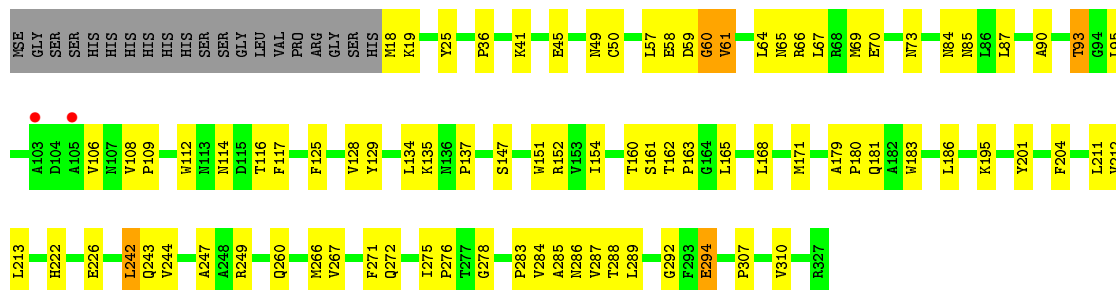 MSE GLY SER SER HIS HIS HIS HIS HIS HIS SER SER GLY LEU VAL PRO ARG GLY SER HIS M18 K19 Y25 P36 K41 E45 N49 C50 L57 E58 D59 G60 V61 L64 N65 R66 L67 R68 M69 E70 N73 N84 N85 L86 L87 A90 T93 G94
A103 D104 A105 V106 N107 V108 P109 W112 N113 N114 D115 T116 F117 F125 V128 Y129 L134 K135 N136 P137 S147 W151 R152 V153 I154 T160 S161 T162 P163 G164 L165 L168 M171 A179 P180 Q181 A182 W183 L186 K195 Y201 F204 L211
L213 H222 E226 L242 Q243 V244 A247 A248 R249 Q260 M266 V267 F271 Q272 I275 P276 T277 G278 P283 V284 A285 N286 V287 T288 L289 G292 F293 E294 P307 V310 R327